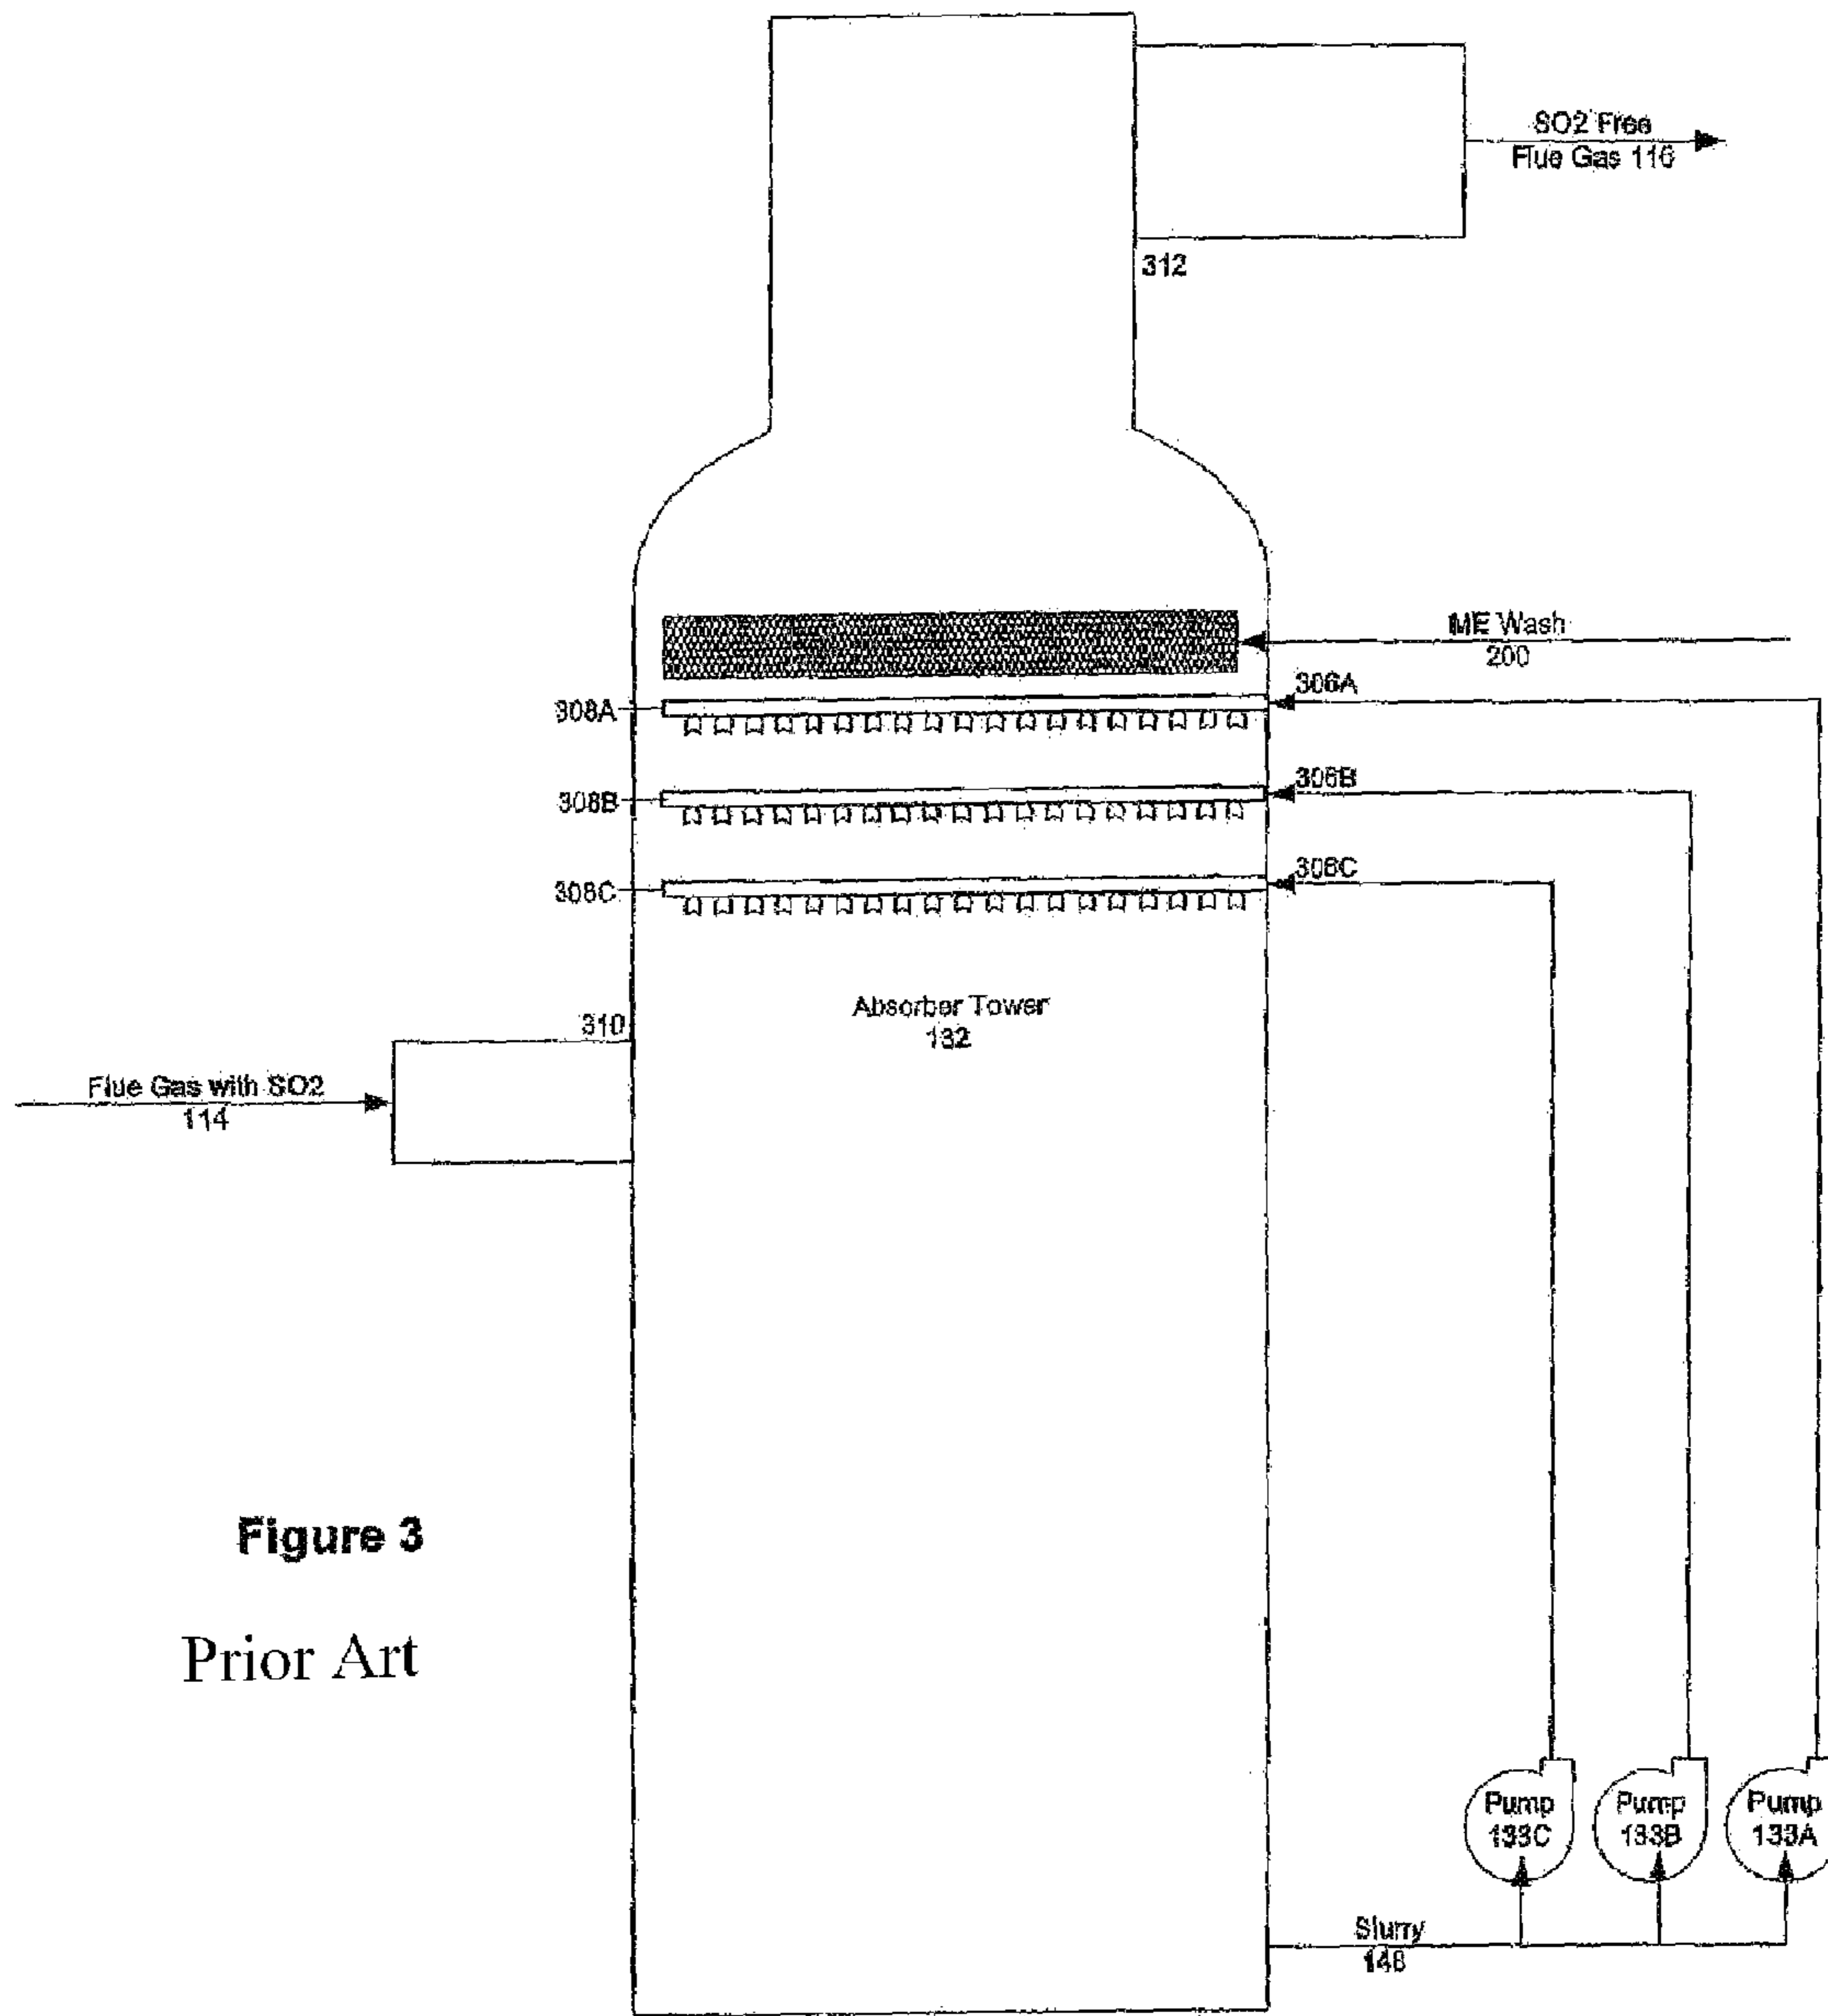 SO2 Free
Flue Gas 116
312
ME Wash
200
306A
308A
306B
308B
306C
308C
Absorber Tower
132
310
Flue Gas with SO2
114
Figure 3
Prior Art
Pump
133C
Pump
133B
Pump
133A
Slurry
148